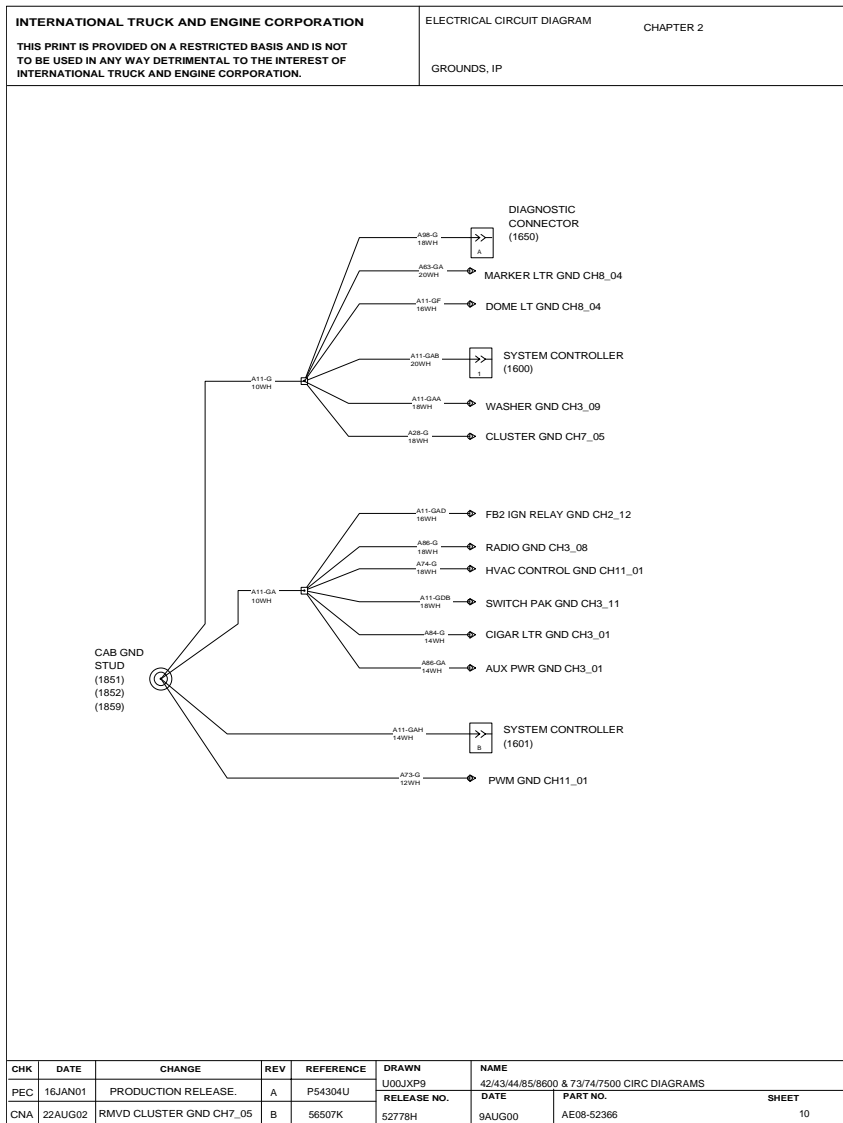 INTERNATIONAL TRUCK AND ENGINE CORPORATION
THIS PRINT IS PROVIDED ON A RESTRICTED BASIS AND IS NOT
TO BE USED IN ANY WAY DETRIMENTAL TO THE INTEREST OF
INTERNATIONAL TRUCK AND ENGINE CORPORATION.
ELECTRICAL CIRCUIT DIAGRAM
CHAPTER 2
GROUNDS, IP
DIAGNOSTIC
CONNECTOR
(1650)
A98-G
18WH
A
A63-GA
20WH
MARKER LTR GND CH8_04
A11-GF
16WH
DOME LT GND CH8_04
A11-GAB
20WH
1
SYSTEM CONTROLLER
(1600)
A11-G
10WH
A11-GAA
18WH
WASHER GND CH3_09
A28-G
18WH
CLUSTER GND CH7_05
A11-GAD
16WH
FB2 IGN RELAY GND CH2_12
A86-G
18WH
RADIO GND CH3_08
A74-G
18WH
HVAC CONTROL GND CH11_01
A11-GA
10WH
A11-GDB
18WH
SWITCH PAK GND CH3_11
A84-G
14WH
CIGAR LTR GND CH3_01
A86-GA
14WH
AUX PWR GND CH3_01
CAB GND
STUD
(1851)
(1852)
(1859)
A11-GAH
14WH
B
SYSTEM CONTROLLER
(1601)
A73-G
12WH
PWM GND CH11_01
CHK DATE CHANGE REV REFERENCE
PEC 16JAN01 PRODUCTION RELEASE. A P54304U
CNA 22AUG02 RMVD CLUSTER GND CH7_05 B 56507K
DRAWN
U00JXP9
NAME
42/43/44/85/8600 & 73/74/7500 CIRC DIAGRAMS
RELEASE NO. DATE PART NO. SHEET
52778H 9AUG00 AE08-52366 10